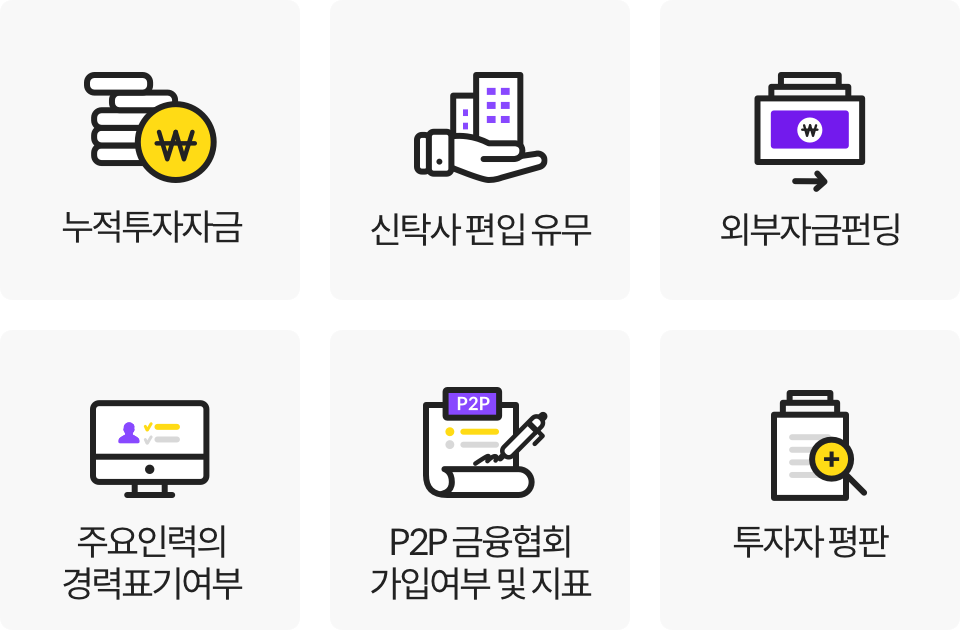 누적투자자금
신탁사 편입 유무
외부자금펀딩
주요인력의
경력표기여부
P2P
P2P 금융협회
가입여부 및 지표
투자자 평판